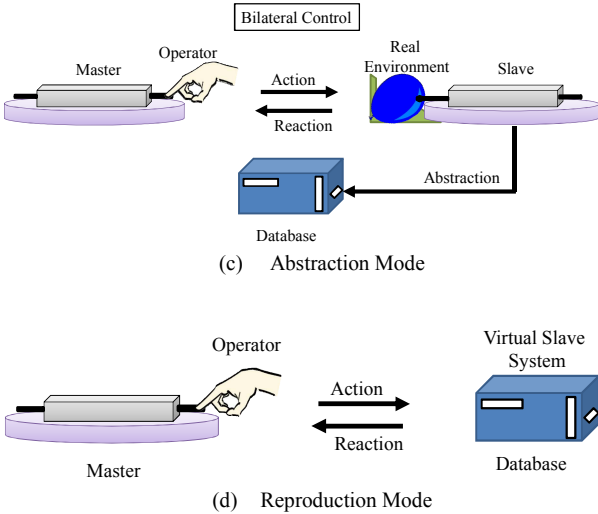 Bilateral Control
Operator
Master
Action
Reaction
Real
Environment
Slave
Abstraction
Database
(c) Abstraction Mode
Operator
Master
Action
Reaction
Virtual Slave
System
Database
(d) Reproduction Mode